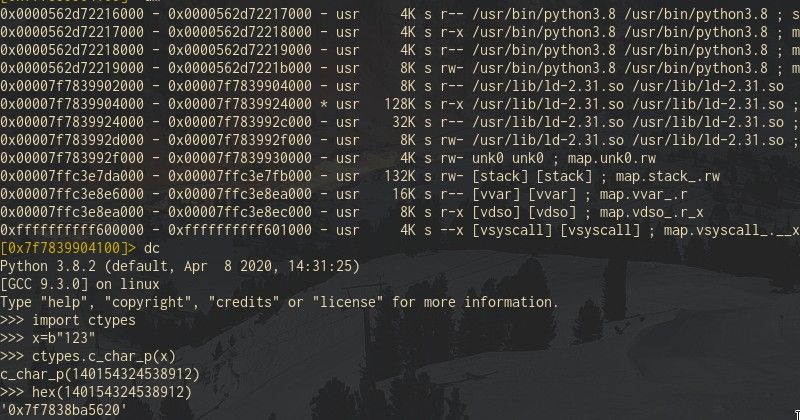 0x0000562d72216000 - 0x0000562d72217000 - usr 4K s r-- /usr/bin/python3.8 /usr/bin/python3.8 ; s
0x0000562d72217000 - 0x0000562d72218000 - usr 4K s r-x /usr/bin/python3.8 /usr/bin/python3.8 ; m
0x0000562d72218000 - 0x0000562d72219000 - usr 4K s r-- /usr/bin/python3.8 /usr/bin/python3.8 ; m
0x0000562d72219000 - 0x0000562d7221b000 - usr 8K s rw- /usr/bin/python3.8 /usr/bin/python3.8 ; m
0x00007f7839902000 - 0x00007f7839904000 - usr 8K s r-- /usr/lib/ld-2.31.so /usr/lib/ld-2.31.so
0x00007f7839904000 - 0x00007f7839924000 * usr 128K s r-x /usr/lib/ld-2.31.so /usr/lib/ld-2.31.so ;
0x00007f7839924000 - 0x00007f783992c000 - usr 32K s r-- /usr/lib/ld-2.31.so /usr/lib/ld-2.31.so ;
0x00007f783992d000 - 0x00007f783992f000 - usr 8K s rw- /usr/lib/ld-2.31.so /usr/lib/ld-2.31.so ;
0x00007f783992f000 - 0x00007f7839930000 - usr 4K s rw- unk0 unk0 ; map.unk0.rw
0x00007ffc3e7da000 - 0x00007ffc3e7fb000 - usr 132K s rw- [stack] [stack] ; map.stack_.rw
0x00007ffc3e8e6000 - 0x00007ffc3e8ea000 - usr 16K s r-- [vvar] [vvar] ; map.vvar_.r
0x00007ffc3e8ea000 - 0x00007ffc3e8ec000 - usr 8K s r-x [vdso] [vdso] ; map.vdso_.r_x
0xffffffffff600000 - 0xffffffffff601000 - usr 4K s --x [vsyscall] [vsyscall] ; map.vsyscall_.__x
[0x7f7839904100]> dc
Python 3.8.2 (default, Apr  8 2020, 14:31:25)
[GCC 9.3.0] on linux
Type "help", "copyright", "credits" or "license" for more information.
>>> import ctypes
>>> x=b"123"
>>> ctypes.c_char_p(x)
c_char_p(140154324538912)
>>> hex(140154324538912)
'0x7f7838ba5620'